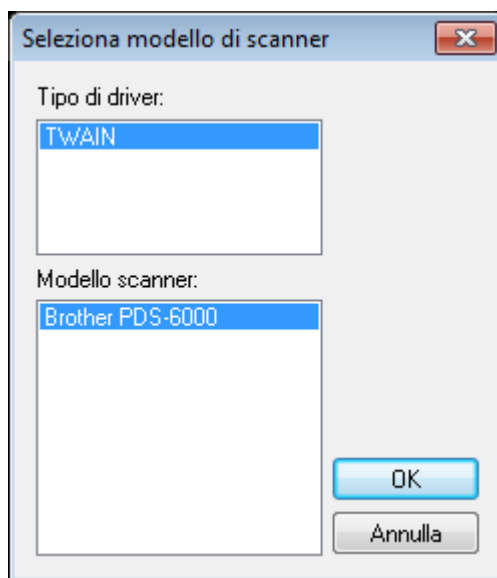 Seleziona modello di scanner
Tipo di driver:
TWAIN
Modello scanner:
Brother PDS-6000
OK
Annulla